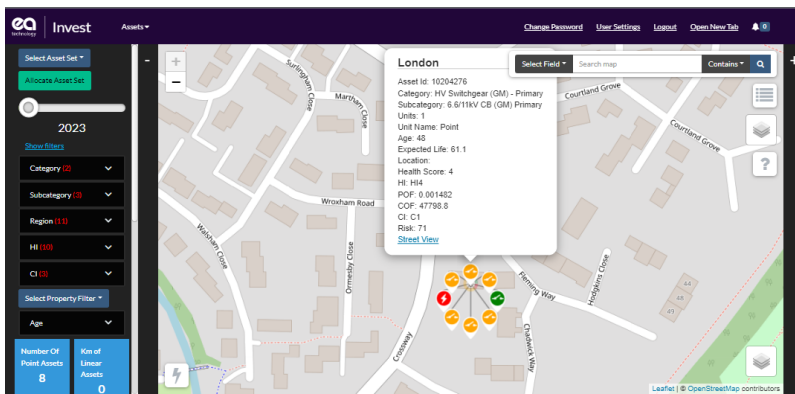 ea technology
Invest
Assets
Change Password
User Settings
Logout
Open New Tab
0
Select Asset Set
Allocate Asset Set
2023
Show filters
Category (2)
Subcategory (3)
Region (11)
HI (10)
CI (3)
Select Property Filter
Age
Number Of
Point Assets
8
Km of
Linear
Assets
0
-
+
+
−
London
Asset Id: 10204276
Category: HV Switchgear (GM) - Primary
Subcategory: 6.6/11kV CB (GM) Primary
Units: 1
Unit Name: Point
Age: 48
Expected Life: 61.1
Location:
Health Score: 4
HI: HI4
POF: 0.001482
COF: 47798.8
CI: C1
Risk: 71
Street View
Select Field
Search map
Contains
?
Surlingham Close
Martham Close
Courtland Grove
Courtland Grove
Wroxham Road
Walsham Close
Ormesby Close
Fleming Way
Hodgkins Close
Chadwick Way
Crossway
44
48
49
Leaflet | © OpenStreetMap contributors